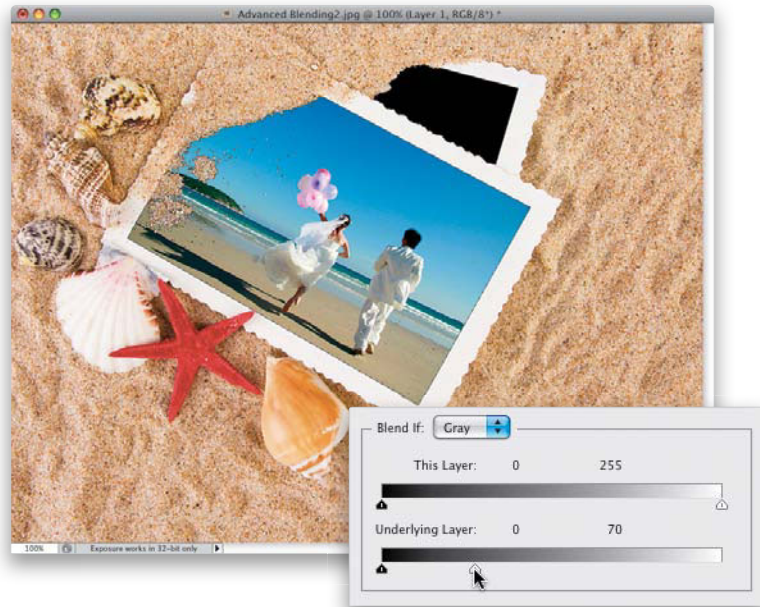 Advanced Blending2.jpg @ 100% (Layer 1, RGB/8*) *
100% Exposure works in 32-bit only
Blend If: Gray
This Layer: 0 255
Underlying Layer: 0 70